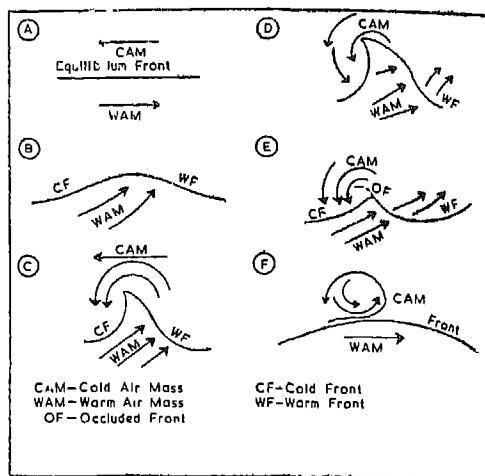 A
CAM
Equilib ium Front
WAM
B
CF
WF
WAM
C
CAM
CF
WAM
WF
D
CAM
WAM
WF
E
CAM
OF
CF
WAM
WF
F
CAM
Front
WAM
CAM–Cold Air Mass
WAM–Warm Air Mass
OF–Occluded Front
CF–Cold Front
WF–Warm Front